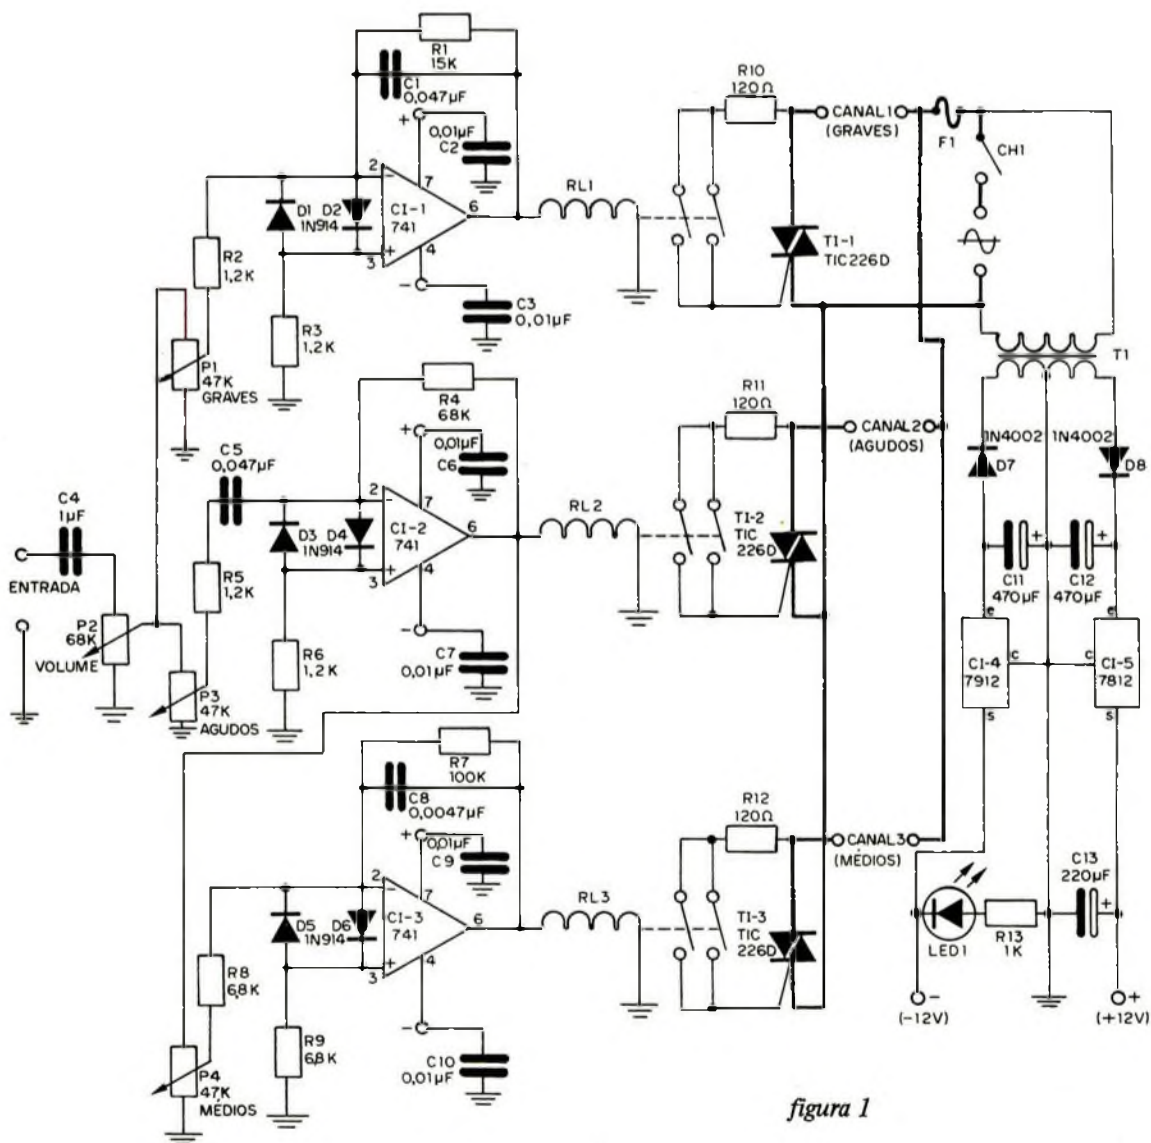 R1
15K
C1
0,047µF
+
0,01µF
C2
2
-
7
D1
D2
1N914
CI-1
741
6
+
3
4
-
C3
0,01µF
R2
1,2K
R3
1,2K
P1
47K
GRAVES
RL1
R10
120Ω
CANAL 1
(GRAVES)
TI-1
TIC226D
F1
CH1
T1
R4
68K
C5
0,047µF
+
0,01µF
C6
2
-
7
D3
D4
1N914
CI-2
741
6
+
3
4
-
C7
0,01µF
C4
1µF
ENTRADA
P2
68K
VOLUME
R5
1,2K
R6
1,2K
P3
47K
AGUDOS
RL2
R11
120Ω
CANAL 2
(AGUDOS)
TI-2
TIC
226D
1N4002
1N4002
D7
D8
+
+
C11
470µF
C12
470µF
e
e
CI-4
7912
c
c
CI-5
7812
s
s
R7
100K
C8
0,0047µF
+
0,01µF
C9
2
-
7
D5
1N914
D6
CI-3
741
6
+
3
4
-
C10
0,01µF
R8
6,8K
R9
6,8K
P4
47K
MÉDIOS
RL3
R12
120Ω
CANAL 3
(MÉDIOS)
TI-3
TIC
226D
LED1
R13
1K
C13
220µF
+
-
(-12V)
+
(+12V)
figura 1